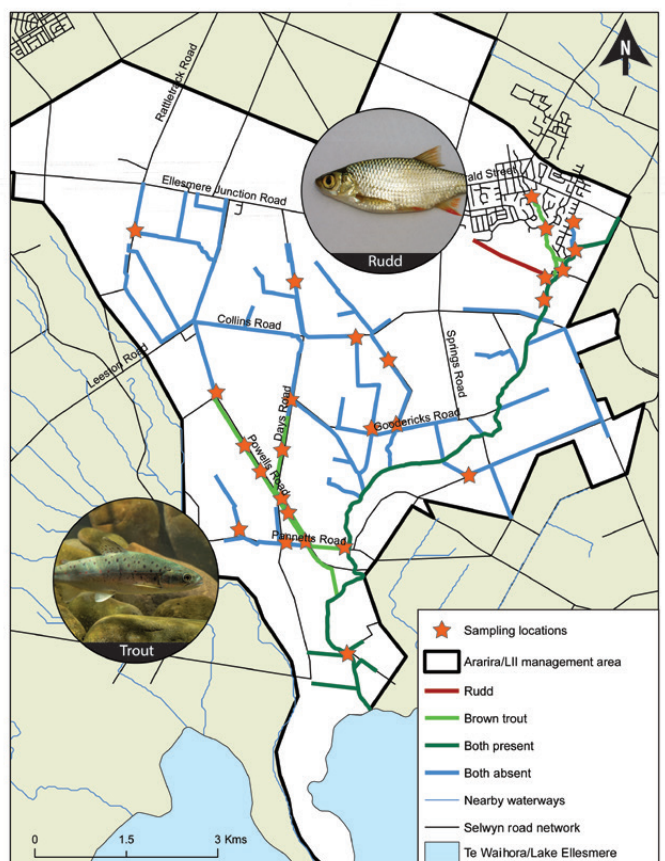 N
Rattletrack Road
Ellesmere Junction Road
rald Street
Rudd
Collins Road
Leeston Road
Springs Road
Days Road
Goodericks Road
Powells Road
Pannetts Road
Trout
Sampling locations
Ararira/LII management area
Rudd
Brown trout
Both present
Both absent
Nearby waterways
Selwyn road network
Te Waihora/Lake Ellesmere
0 1.5 3 Kms